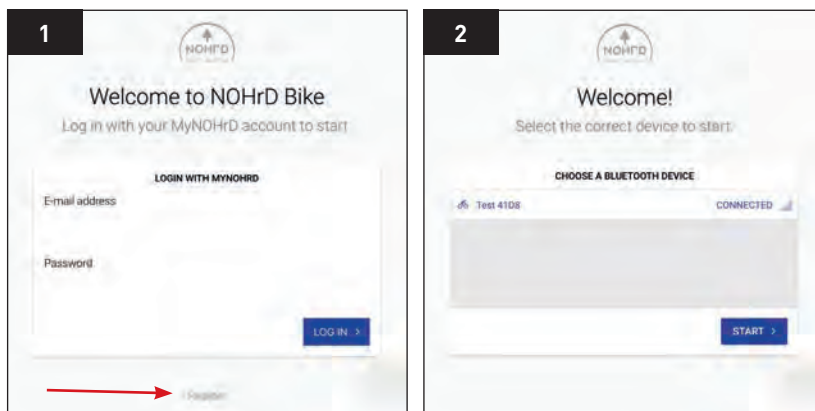 1
NOHrD
Welcome to NOHrD Bike
Log in with your MyNOHrD account to start
LOGIN WITH MYNOHRD
E-mail address
Password
LOG IN >
Register
2
NOHrD
Welcome!
Select the correct device to start.
CHOOSE A BLUETOOTH DEVICE
Test 41D8
CONNECTED
START >